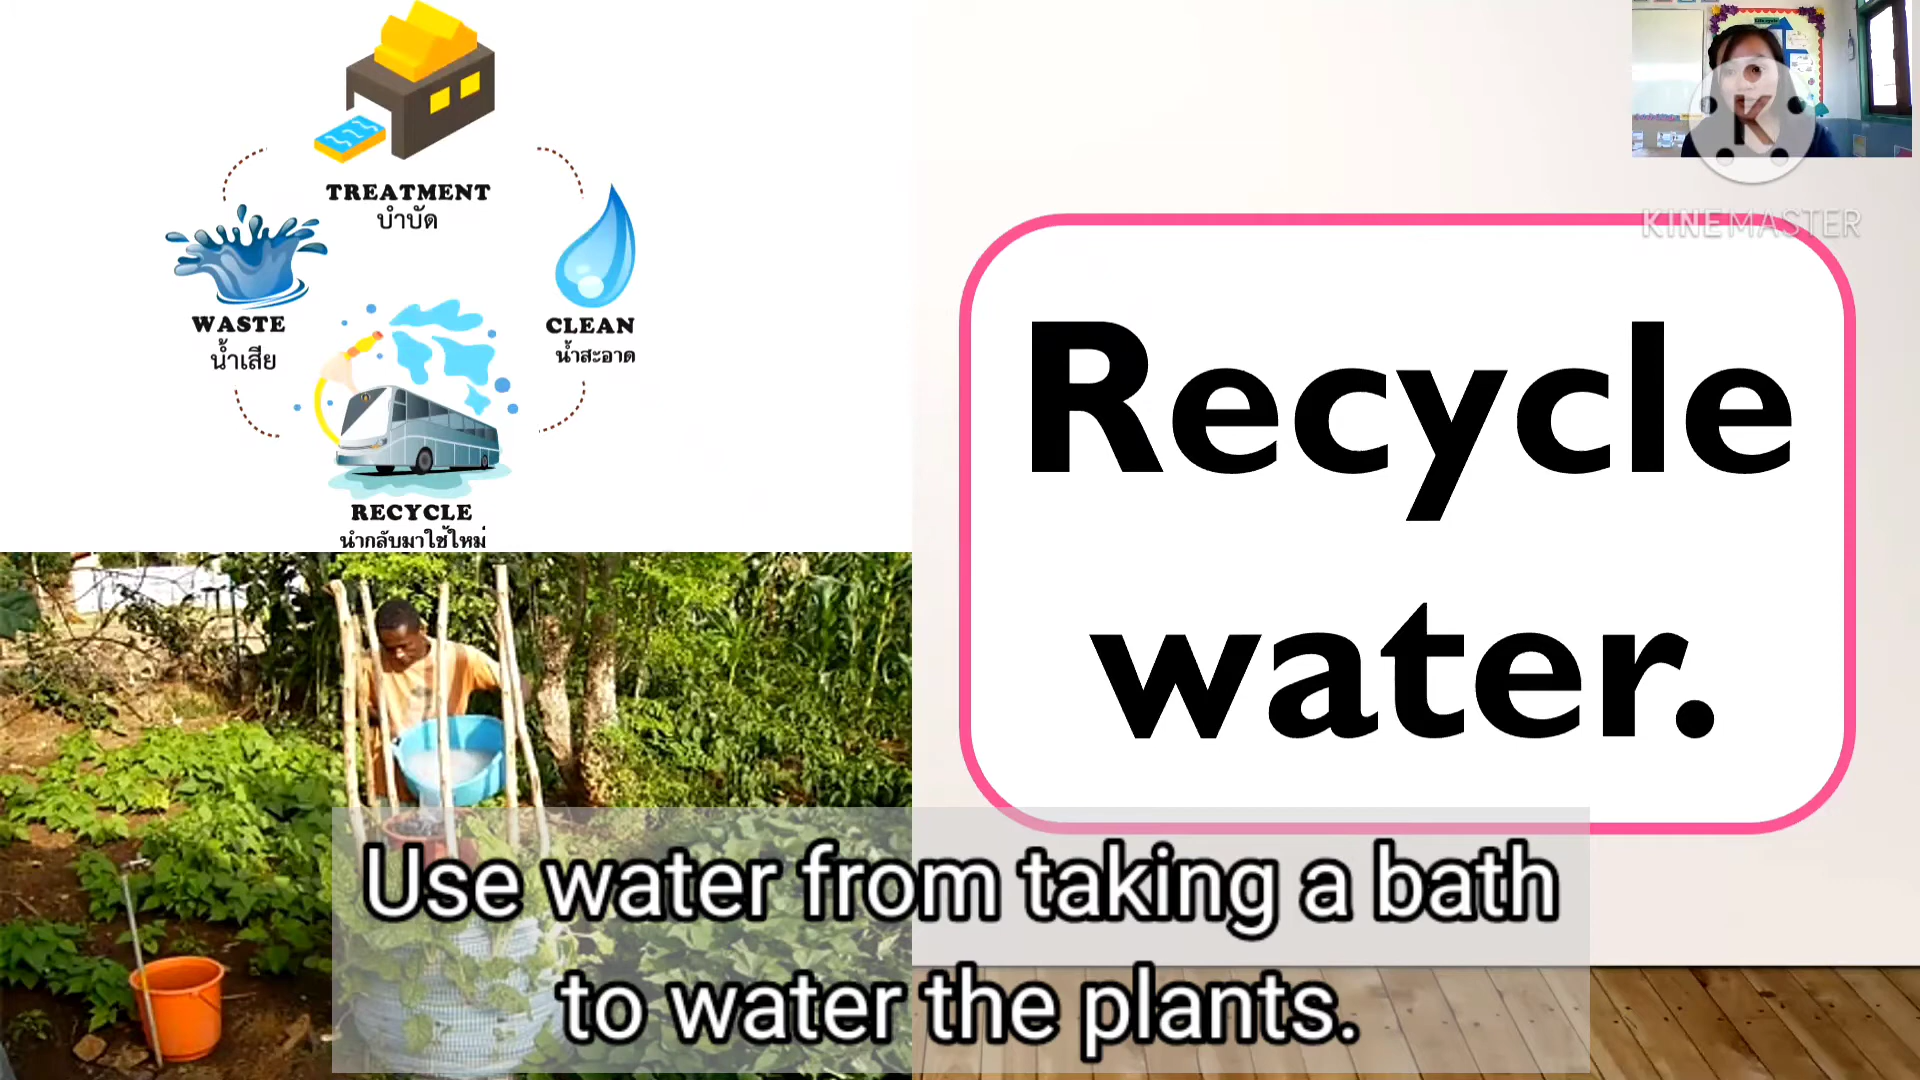 TREATMENT
บำบัด
WASTE
น้ำเสีย
CLEAN
น้ำสะอาด
RECYCLE
นำกลับมาใช้ใหม่
KINEMASTER
Recycle
water.
Use water from taking a bath
to water the plants.